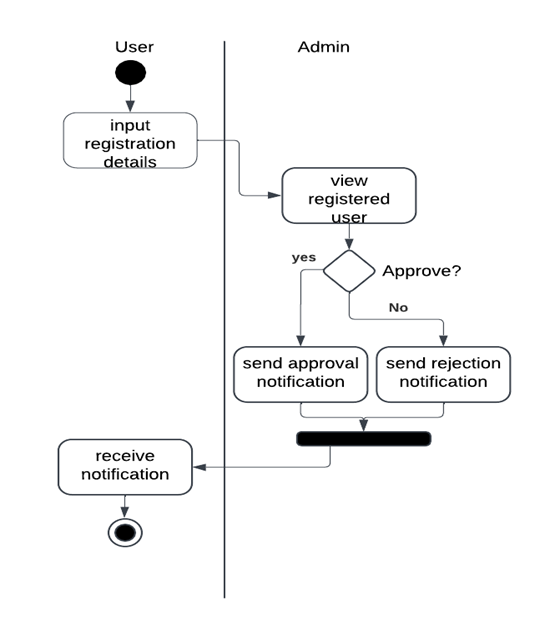 User
Admin
input
registration
details
view
registered
user
yes
Approve?
No
send approval
notification
send rejection
notification
receive
notification